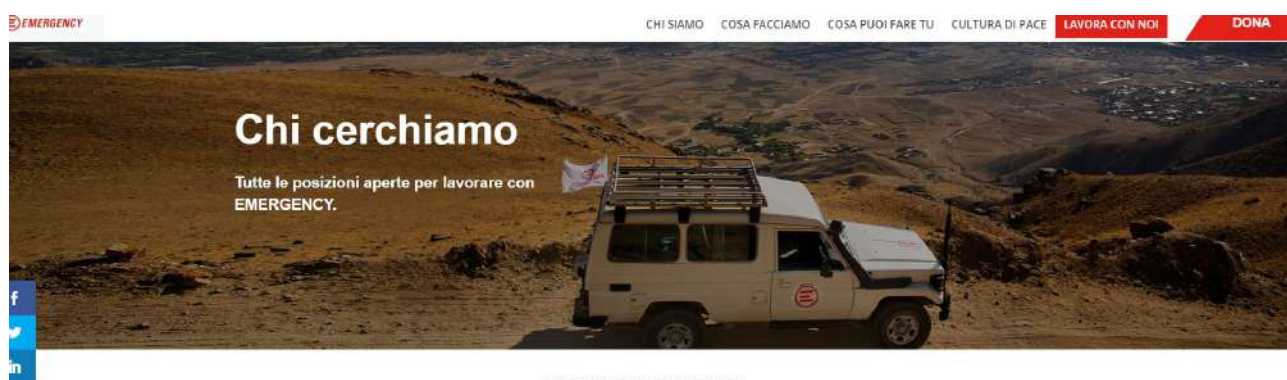 EMERGENCY
CHI SIAMO COSA FACCIAMO COSA PUOI FARE TU CULTURA DI PACE LAVORA CON NOI DONA
Chi cerchiamo
Tutte le posizioni aperte per lavorare con
EMERGENCY.
f
in